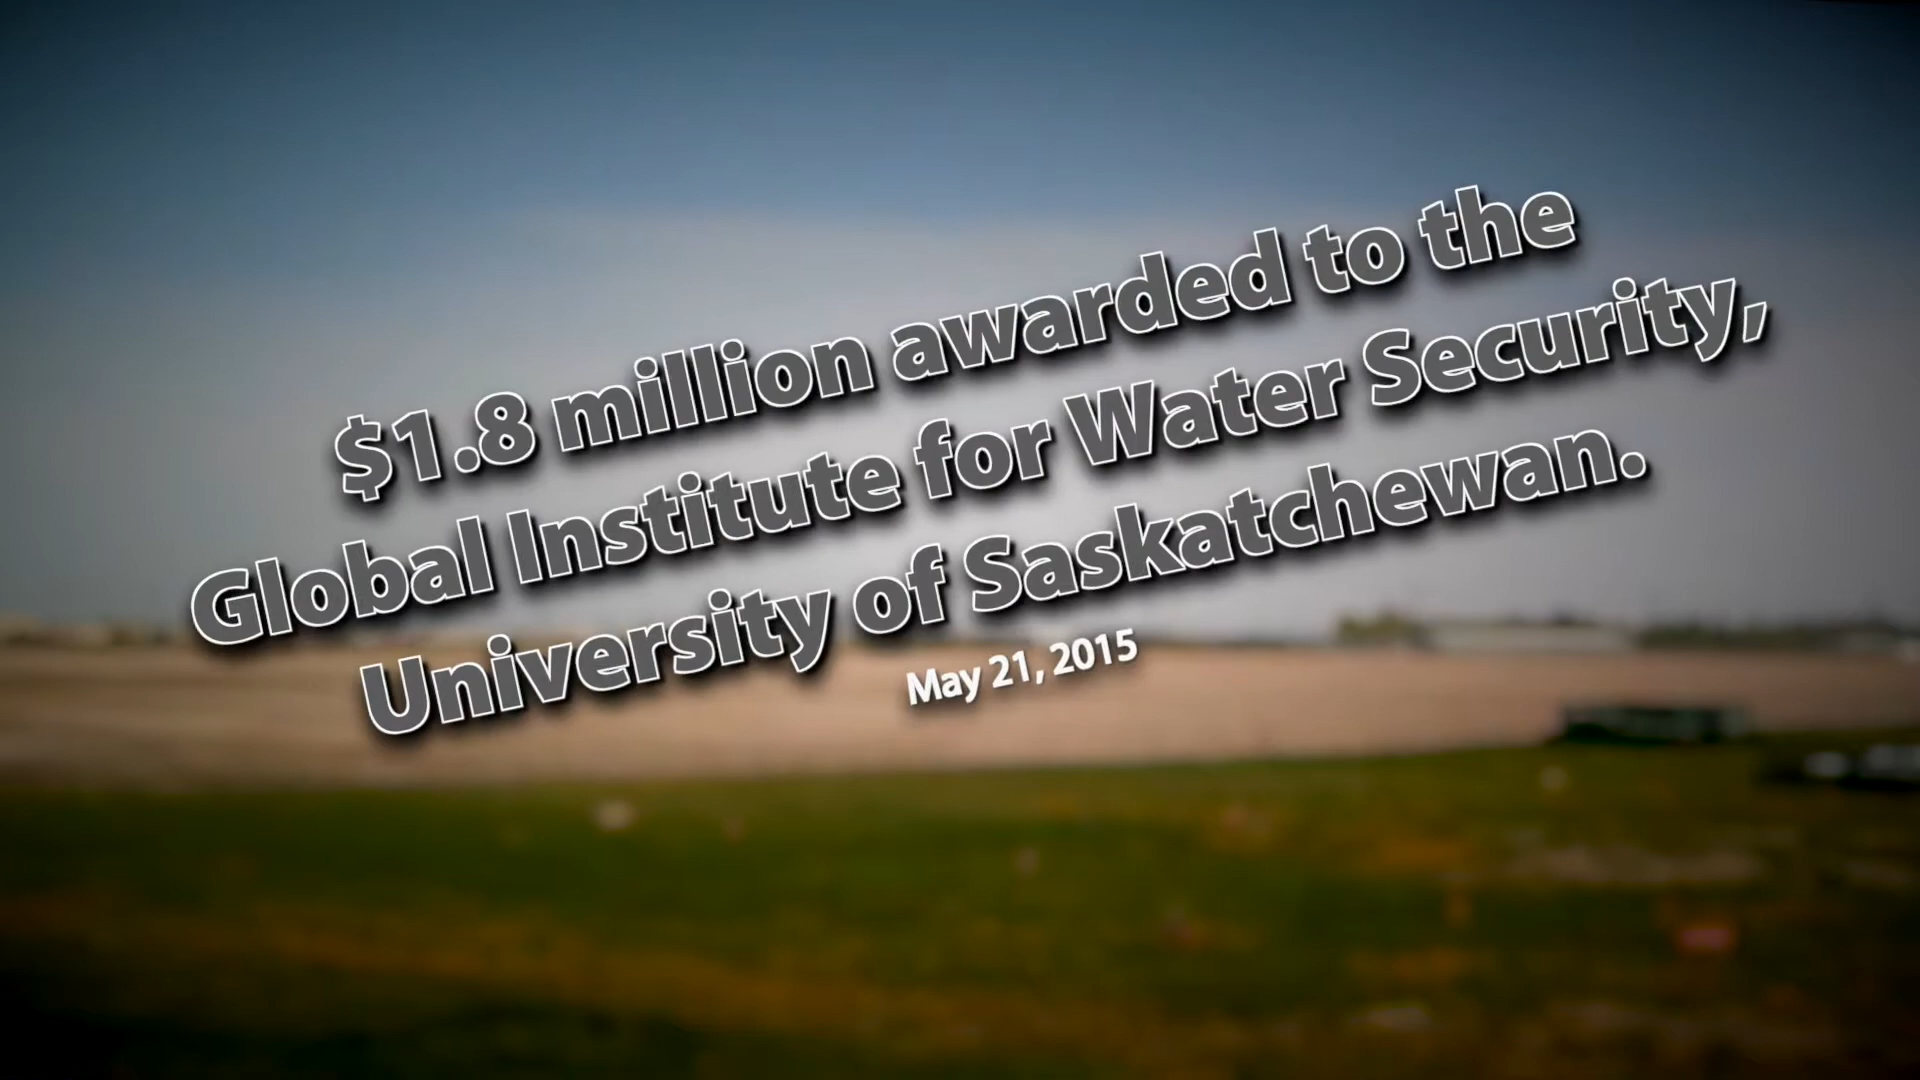 $1.8 million awarded to the
Global Institute for Water Security,
University of Saskatchewan.
May 21, 2015